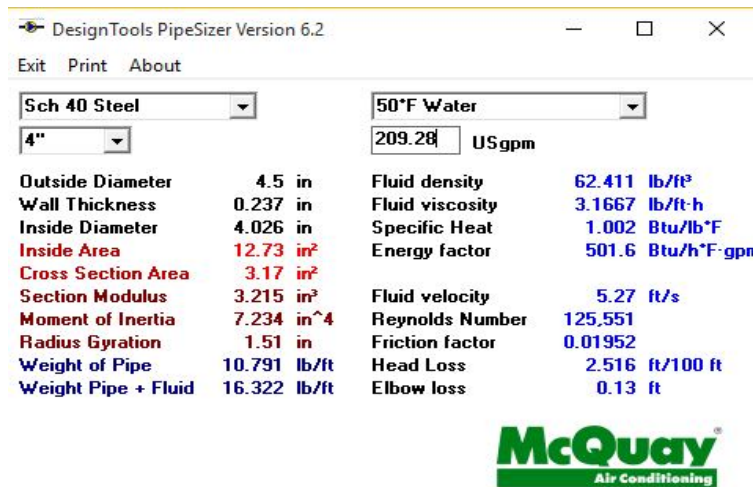 DesignTools PipeSizer Version 6.2
Exit Print About
Sch 40 Steel 50°F Water
4" 209.28 USgpm
Outside Diameter 4.5 in Fluid density 62.411 lb/ft³
Wall Thickness 0.237 in Fluid viscosity 3.1667 lb/ft·h
Inside Diameter 4.026 in Specific Heat 1.002 Btu/lb°F
Inside Area 12.73 in² Energy factor 501.6 Btu/h°F·gpm
Cross Section Area 3.17 in²
Section Modulus 3.215 in³ Fluid velocity 5.27 ft/s
Moment of Inertia 7.234 in^4 Reynolds Number 125,551
Radius Gyration 1.51 in Friction factor 0.01952
Weight of Pipe 10.791 lb/ft Head Loss 2.516 ft/100 ft
Weight Pipe + Fluid 16.322 lb/ft Elbow loss 0.13 ft
McQuay®
Air Conditioning